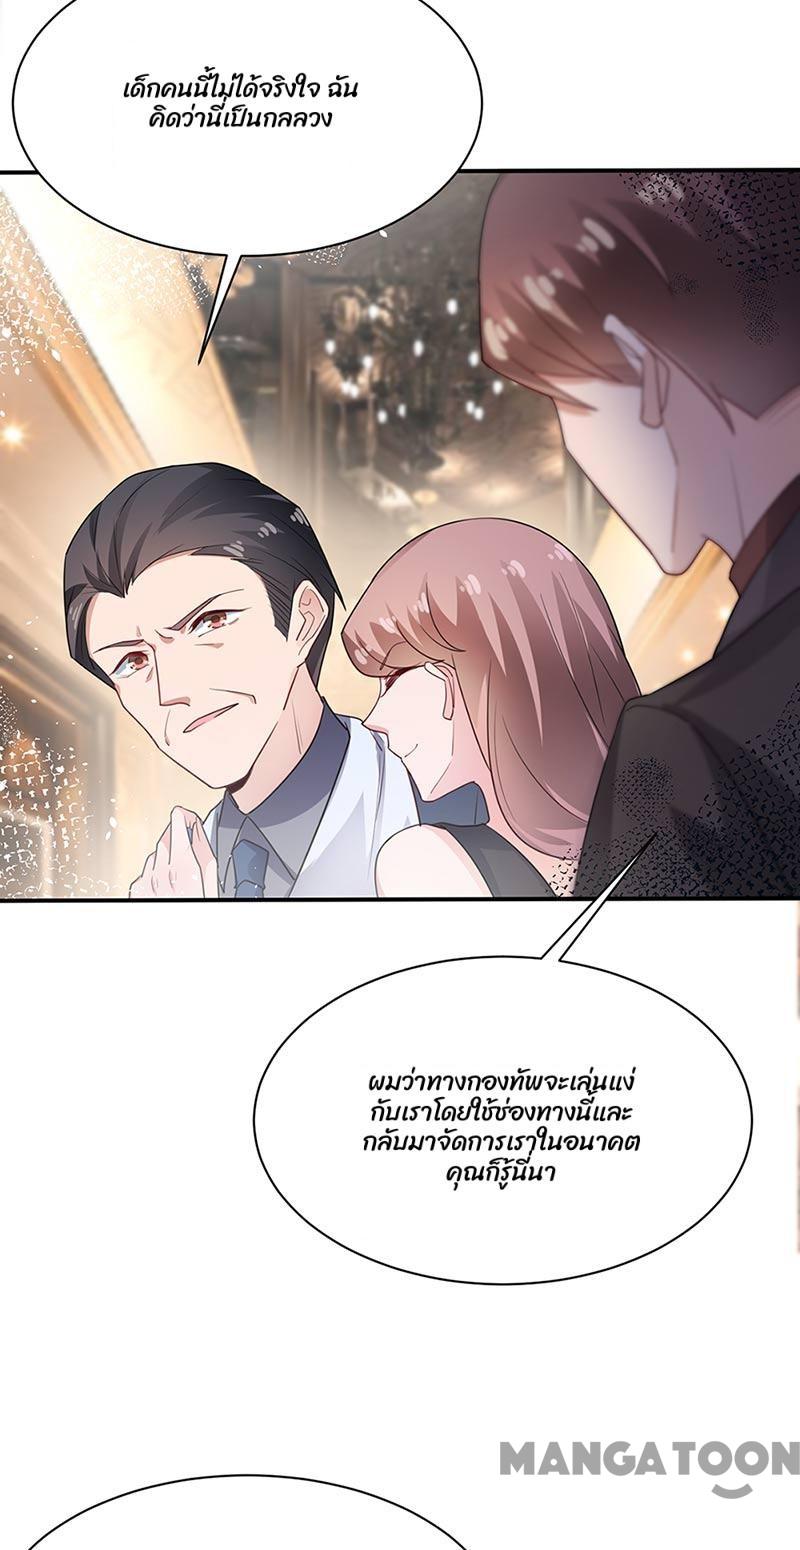 เด็กคนนี้ไม่ได้จริงใจ ฉัน
คิดว่านี่เป็นกลลวง
ผมว่าทางกองทัพจะเล่นแง่
กับเราโดยใช้ช่องทางนี้และ
กลับมาจัดการเราในอนาคต
คุณก็รู้นี่นา
MANGATOON